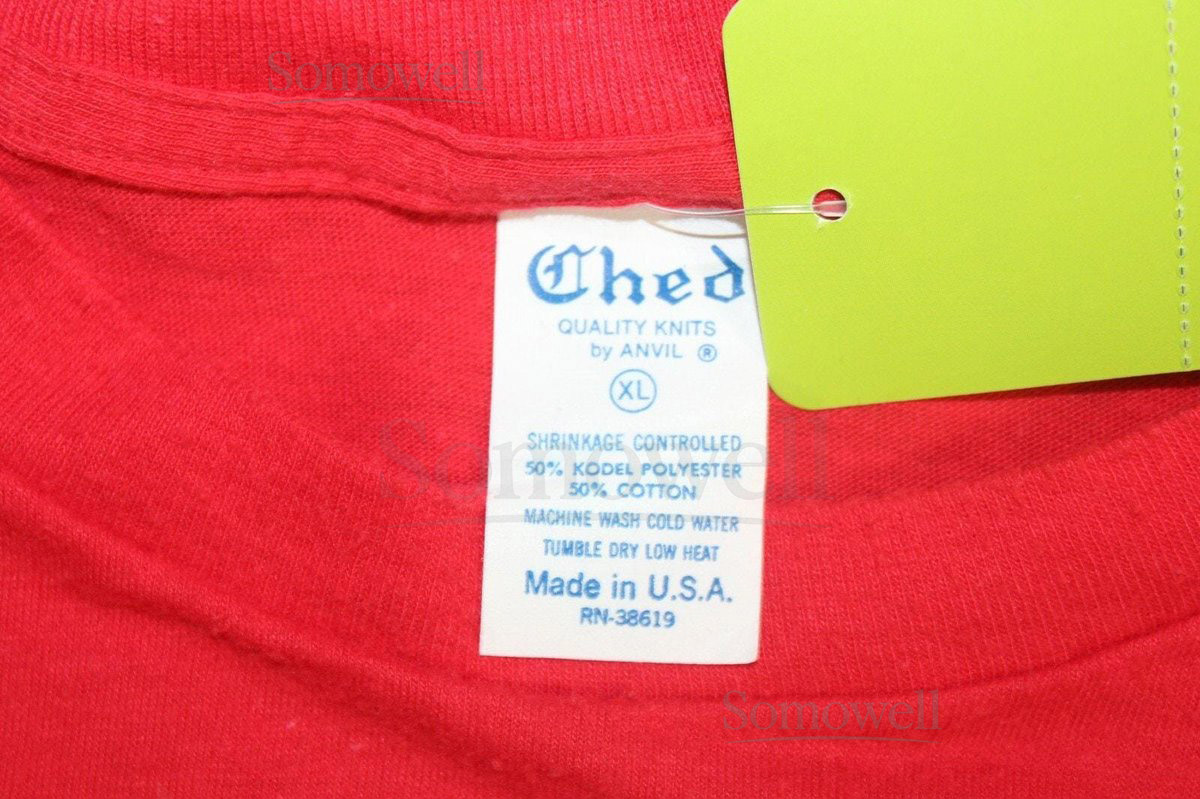 Somowell
Ched
QUALITY KNITS
by ANVIL ®
XL
SHRINKAGE CONTROLLED
Somowell
50% KODEL POLYESTER
50% COTTON
MACHINE WASH COLD WATER
TUMBLE DRY LOW HEAT
Made in U.S.A.
RN-38619
Somowell